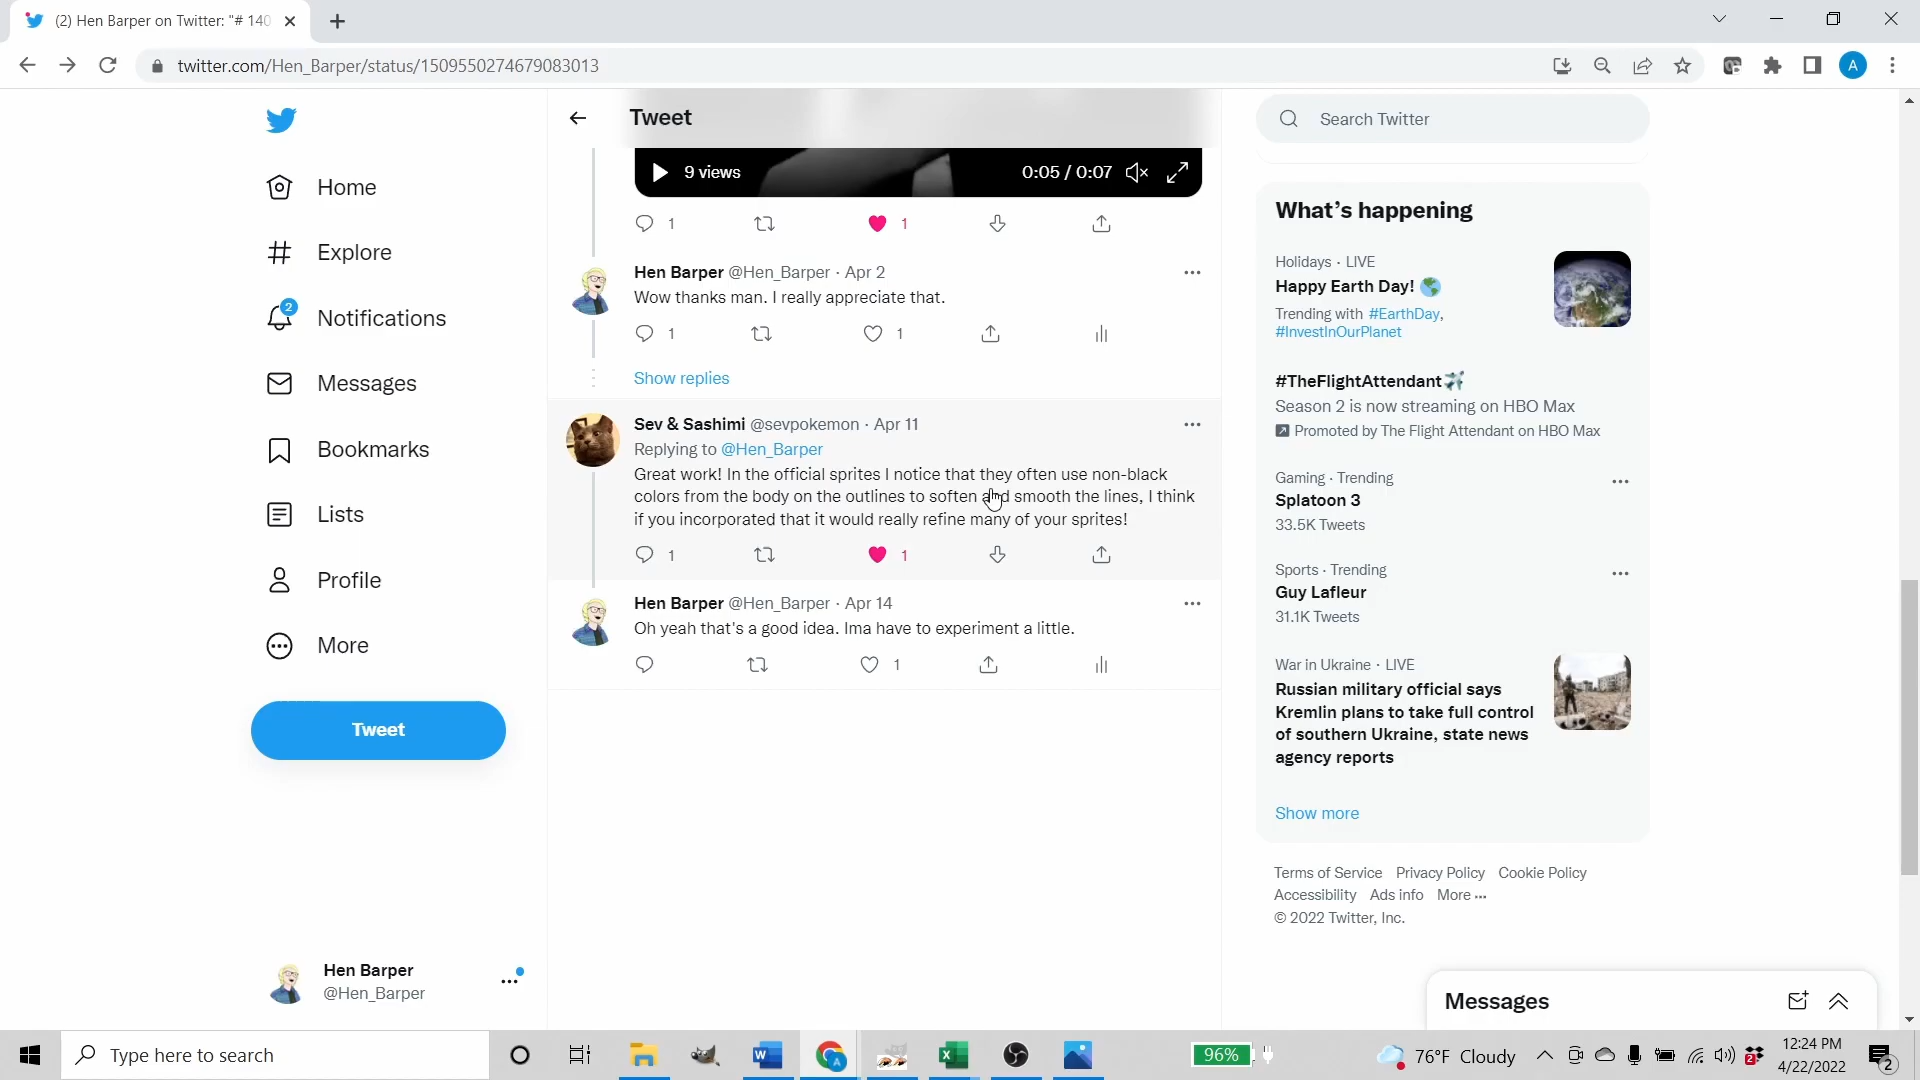 (2) Hen Barper on Twitter: "# 140
twitter.com/Hen_Barper/status/1509550274679083013
A
Home
Explore
2
Notifications
Messages
Bookmarks
Lists
Profile
More
Tweet
Hen Barper
@Hen_Barper
Tweet
9 views
0:05 / 0:07
1
1
Hen Barper @Hen_Barper · Apr 2
Wow thanks man. I really appreciate that.
1
1
Show replies
Sev & Sashimi @sevpokemon · Apr 11
Replying to @Hen_Barper
Great work! In the official sprites I notice that they often use non-black
colors from the body on the outlines to soften and smooth the lines, I think
if you incorporated that it would really refine many of your sprites!
1
1
Hen Barper @Hen_Barper · Apr 14
Oh yeah that's a good idea. Ima have to experiment a little.
1
Search Twitter
What's happening
Holidays · LIVE
Happy Earth Day!
Trending with #EarthDay,
#InvestInOurPlanet
#TheFlightAttendant
Season 2 is now streaming on HBO Max
Promoted by The Flight Attendant on HBO Max
Gaming · Trending
Splatoon 3
33.5K Tweets
Sports · Trending
Guy Lafleur
31.1K Tweets
War in Ukraine · LIVE
Russian military official says
Kremlin plans to take full control
of southern Ukraine, state news
agency reports
Show more
Terms of Service Privacy Policy Cookie Policy
Accessibility Ads info More ...
© 2022 Twitter, Inc.
Messages
Type here to search
W
A
X
96%
76°F Cloudy
2
12:24 PM
4/22/2022
2